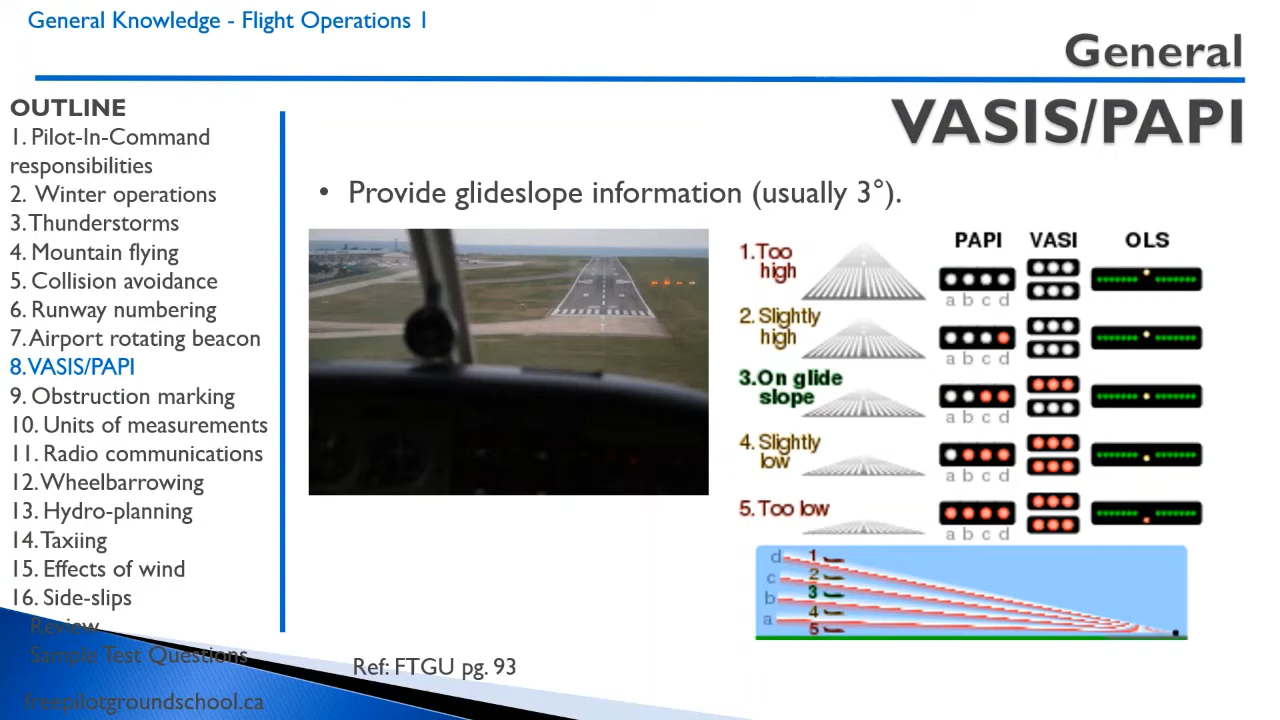 General Knowledge - Flight Operations 1
General
VASIS/PAPI
OUTLINE
1. Pilot-In-Command
responsibilities
2. Winter operations
3. Thunderstorms
4. Mountain flying
5. Collision avoidance
6. Runway numbering
7. Airport rotating beacon
8. VASIS/PAPI
9. Obstruction marking
10. Units of measurements
11. Radio communications
12. Wheelbarrowing
13. Hydro-planning
14. Taxiing
15. Effects of wind
16. Side-slips
Review
Sample Test Questions
freepilotgroundschool.ca
• Provide glideslope information (usually 3°).
PAPI VASI OLS
1. Too
high
a b c d
2. Slightly
high
a b c d
3. On glide
slope
a b c d
4. Slightly
low
a b c d
5. Too low
a b c d
d 1
c 2
b 3
4
a 5
Ref: FTGU pg. 93